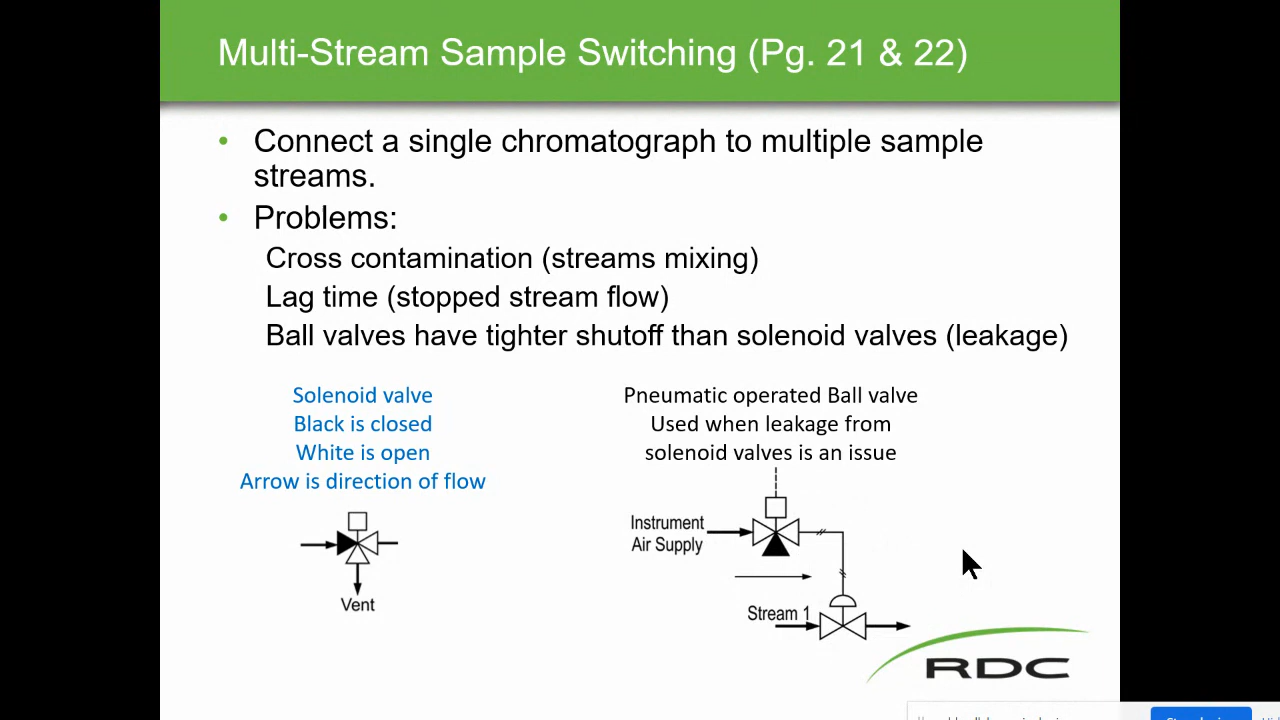 Multi-Stream Sample Switching (Pg. 21 & 22)
• Connect a single chromatograph to multiple sample
streams.
• Problems:
Cross contamination (streams mixing)
Lag time (stopped stream flow)
Ball valves have tighter shutoff than solenoid valves (leakage)
Solenoid valve
Black is closed
White is open
Arrow is direction of flow
Vent
Pneumatic operated Ball valve
Used when leakage from
solenoid valves is an issue
Instrument
Air Supply
Stream 1
RDC